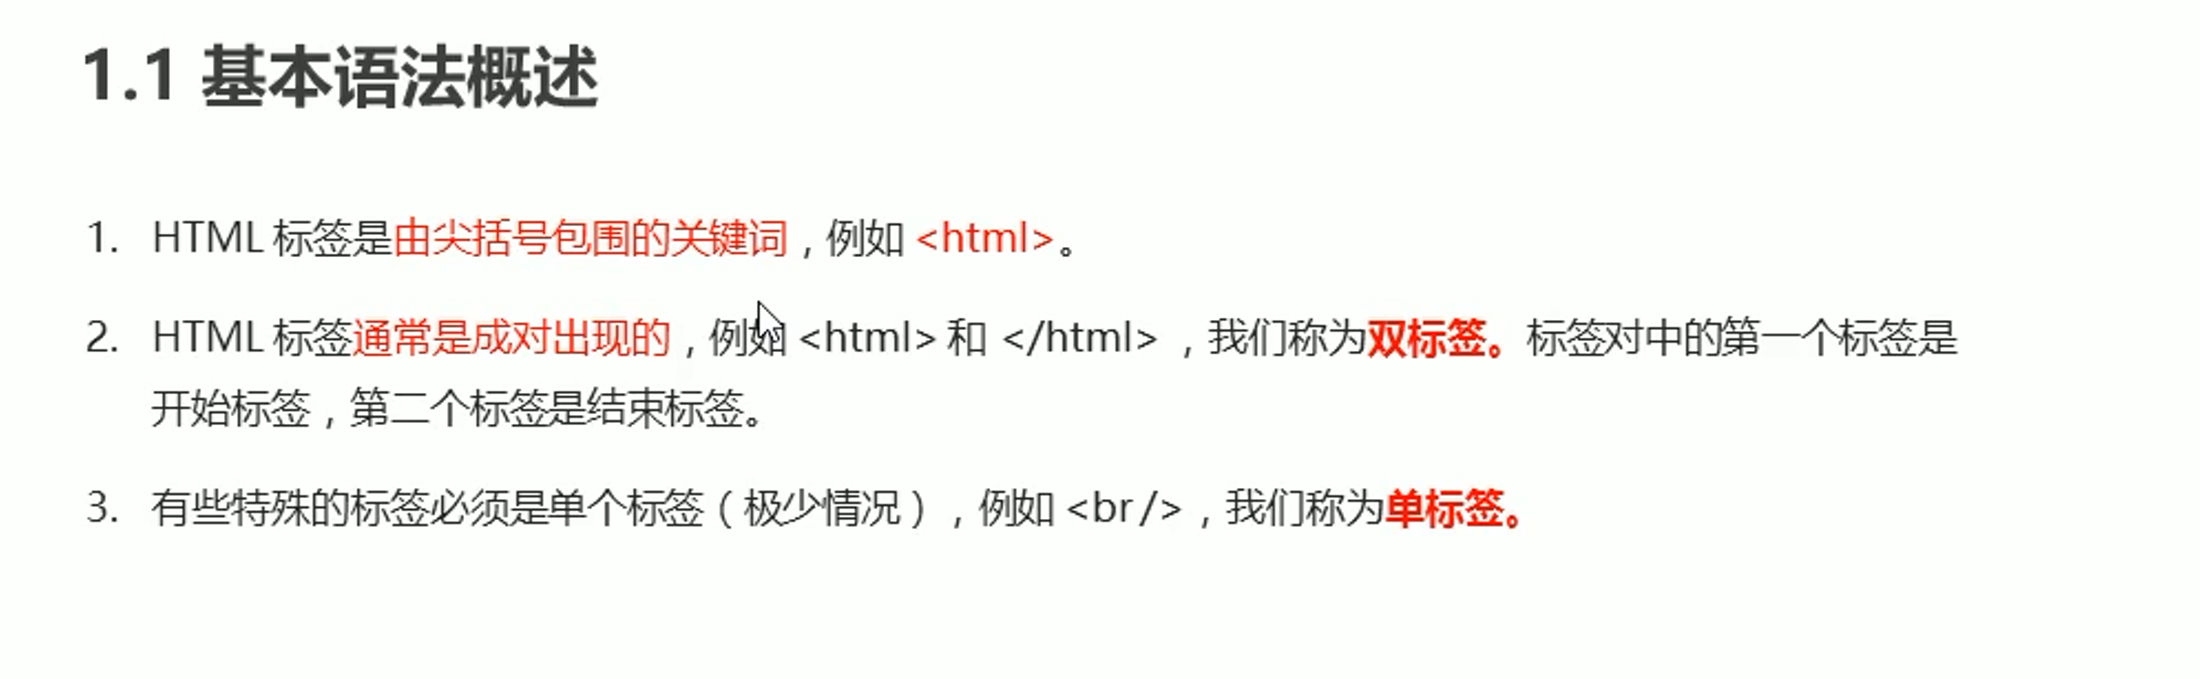 1.1 基本语法概述
1. HTML 标签是由尖括号包围的关键词，例如 <html>。
2. HTML 标签通常是成对出现的，例如 <html> 和 </html> ，我们称为双标签。标签对中的第一个标签是
开始标签，第二个标签是结束标签。
3. 有些特殊的标签必须是单个标签（极少情况），例如 <br/>，我们称为单标签。